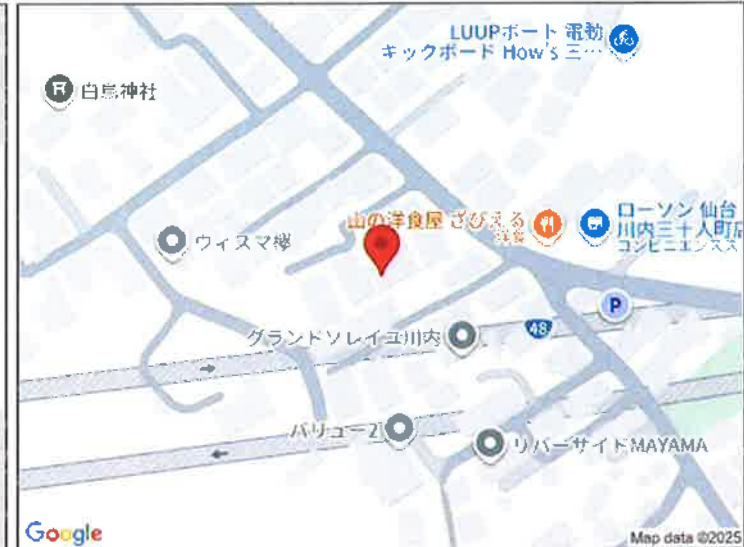 LUUPポート 電動
キックボード How's 三…
白鳥神社
山の洋食屋 ざびえる
洋食
ローソン 仙台
川内三十人町店
コンビニエンスス
ウィスマ欅
P
グランドソレイユ川内
48
バリュー2
リバーサイドMAYAMA
Google
Map data ©2025